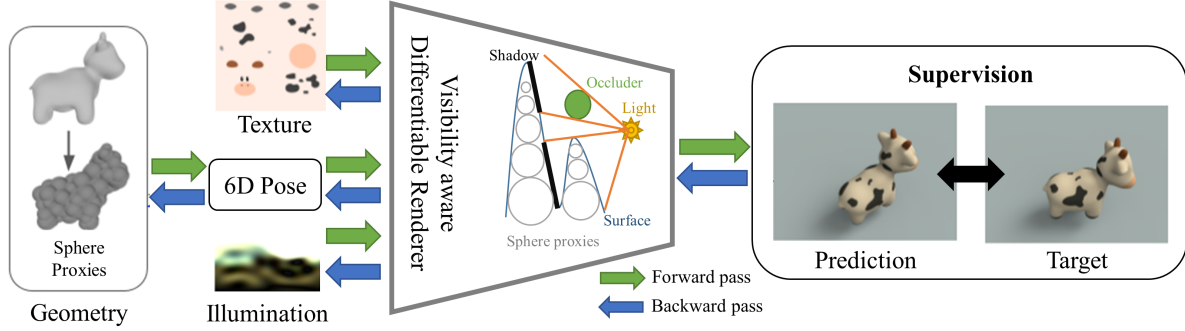 Sphere
Proxies
Geometry
Texture
6D Pose
Illumination
Visibility aware
Differentiable Renderer
Shadow
Occluder
Light
Surface
Sphere proxies
Forward pass
Backward pass
Supervision
Prediction
Target